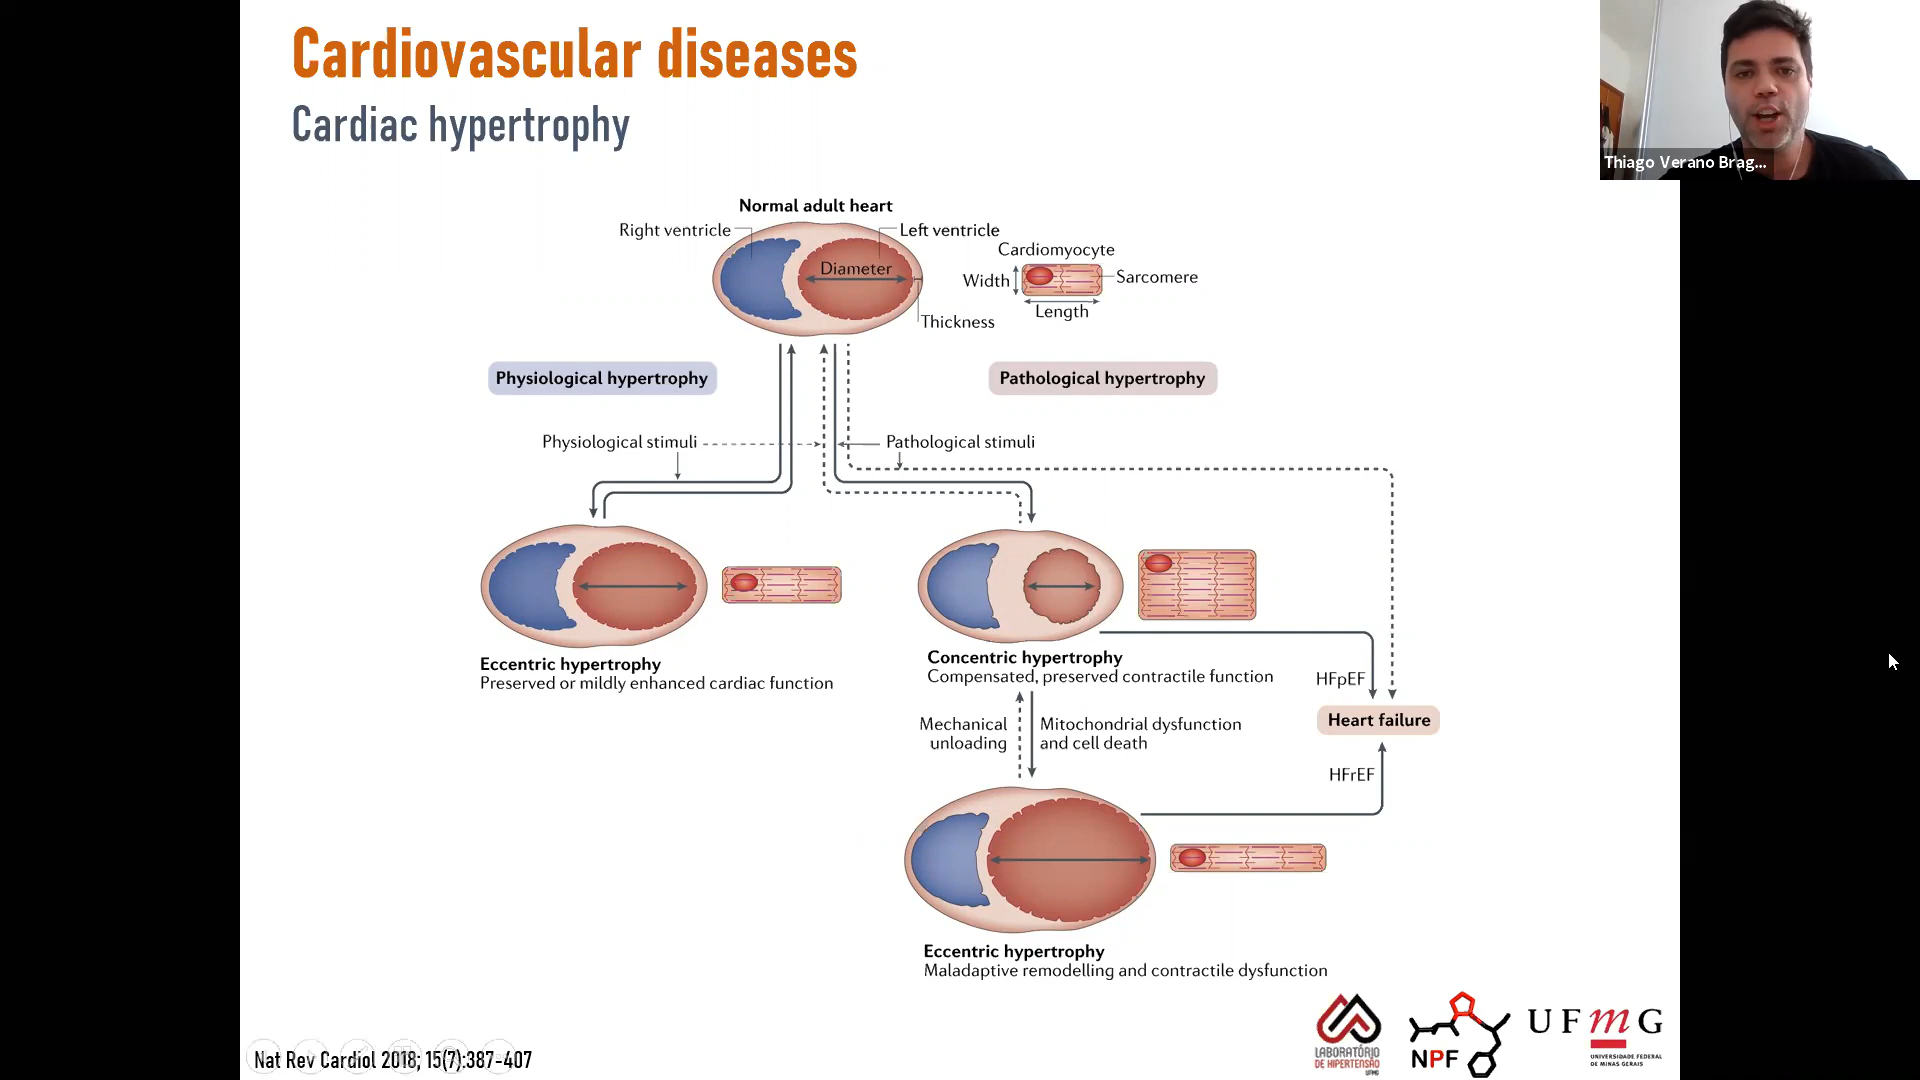 Cardiovascular diseases
Cardiac hypertrophy
Thiago Verano Brag...
Normal adult heart
Right ventricle
Left ventricle
Diameter
Thickness
Cardiomyocyte
Width
Sarcomere
Length
Physiological hypertrophy
Pathological hypertrophy
Physiological stimuli
Pathological stimuli
Eccentric hypertrophy
Preserved or mildly enhanced cardiac function
Concentric hypertrophy
Compensated, preserved contractile function
HFpEF
Heart failure
Mechanical
unloading
Mitochondrial dysfunction
and cell death
HFrEF
Eccentric hypertrophy
Maladaptive remodelling and contractile dysfunction
LABORATÓRIO
DE HIPERTENSÃO
UFMG
NPF
UFmG
UNIVERSIDADE FEDERAL
DE MINAS GERAIS
Nat Rev Cardiol 2018; 15(7):387-407